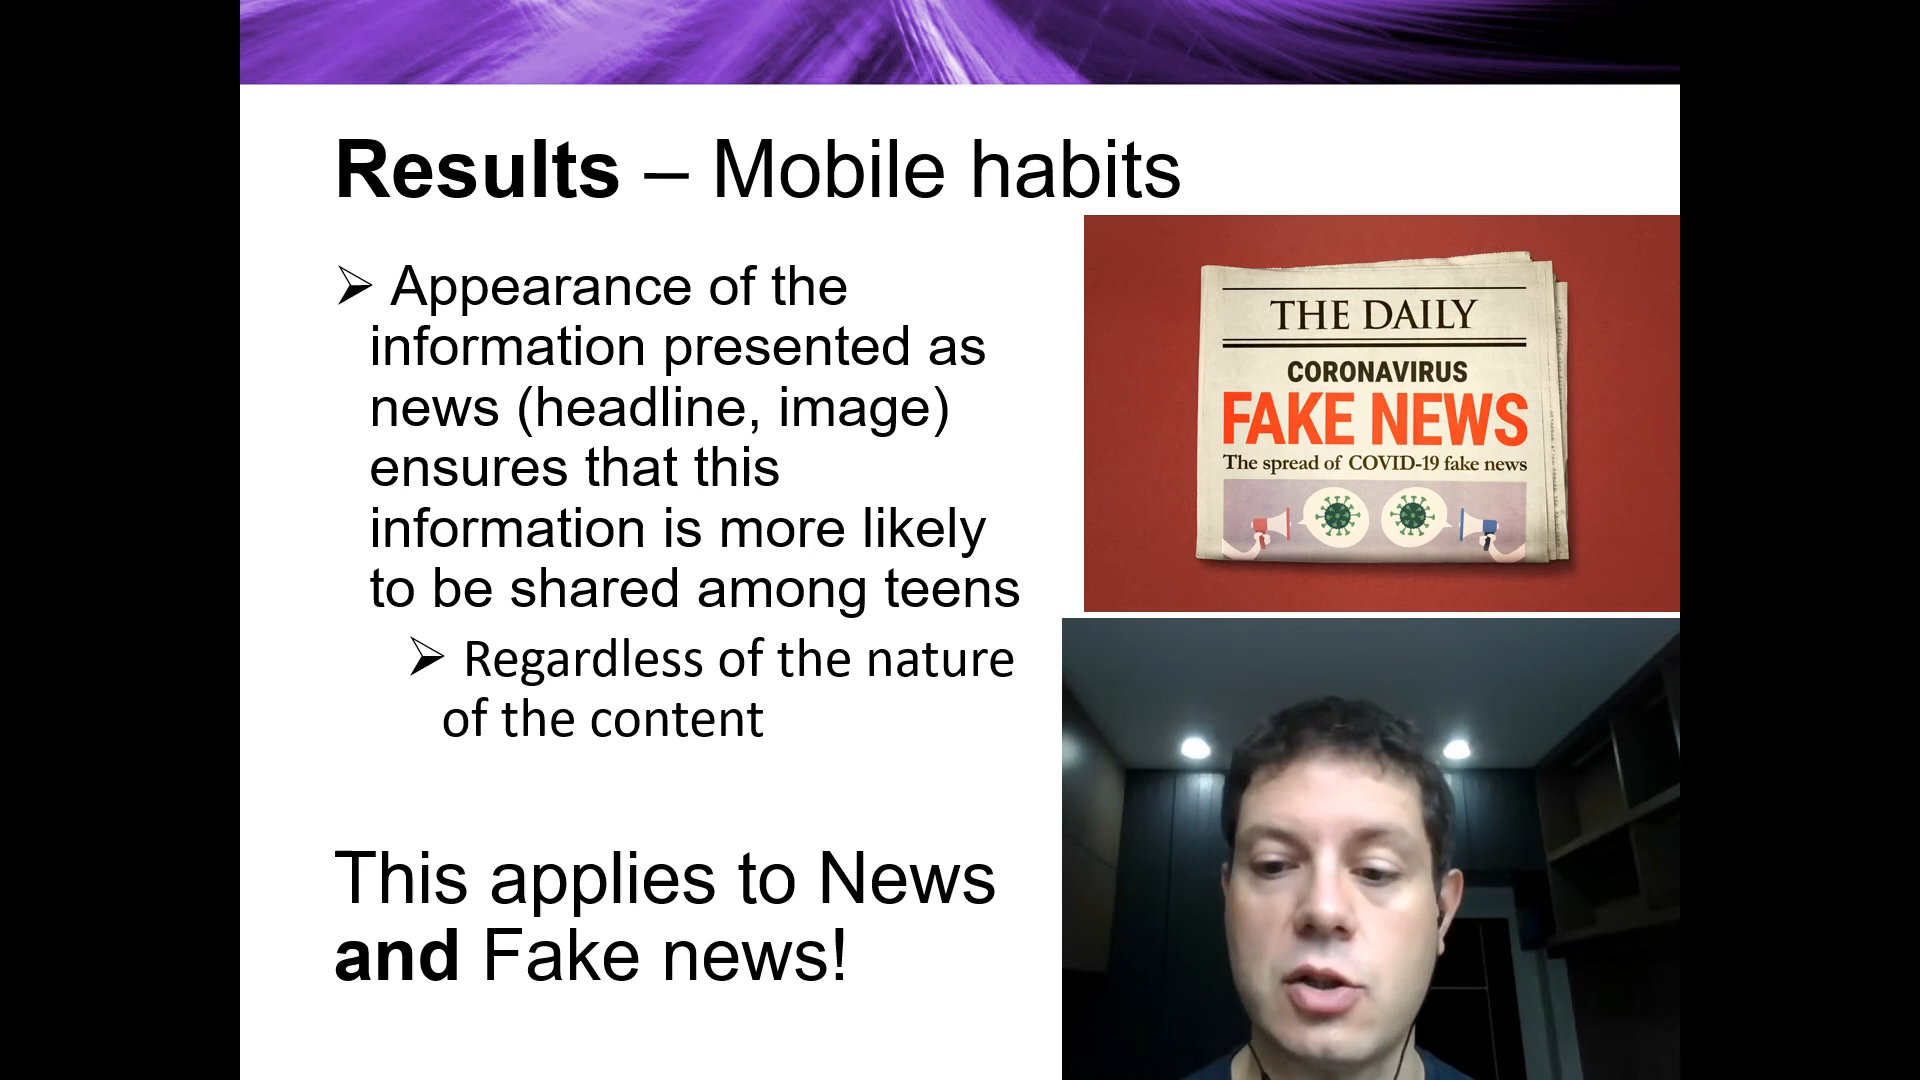 Results – Mobile habits
➢ Appearance of the
information presented as
news (headline, image)
ensures that this
information is more likely
to be shared among teens
➢ Regardless of the nature
of the content
This applies to News
and Fake news!
THE DAILY
CORONAVIRUS
FAKE NEWS
The spread of COVID-19 fake news